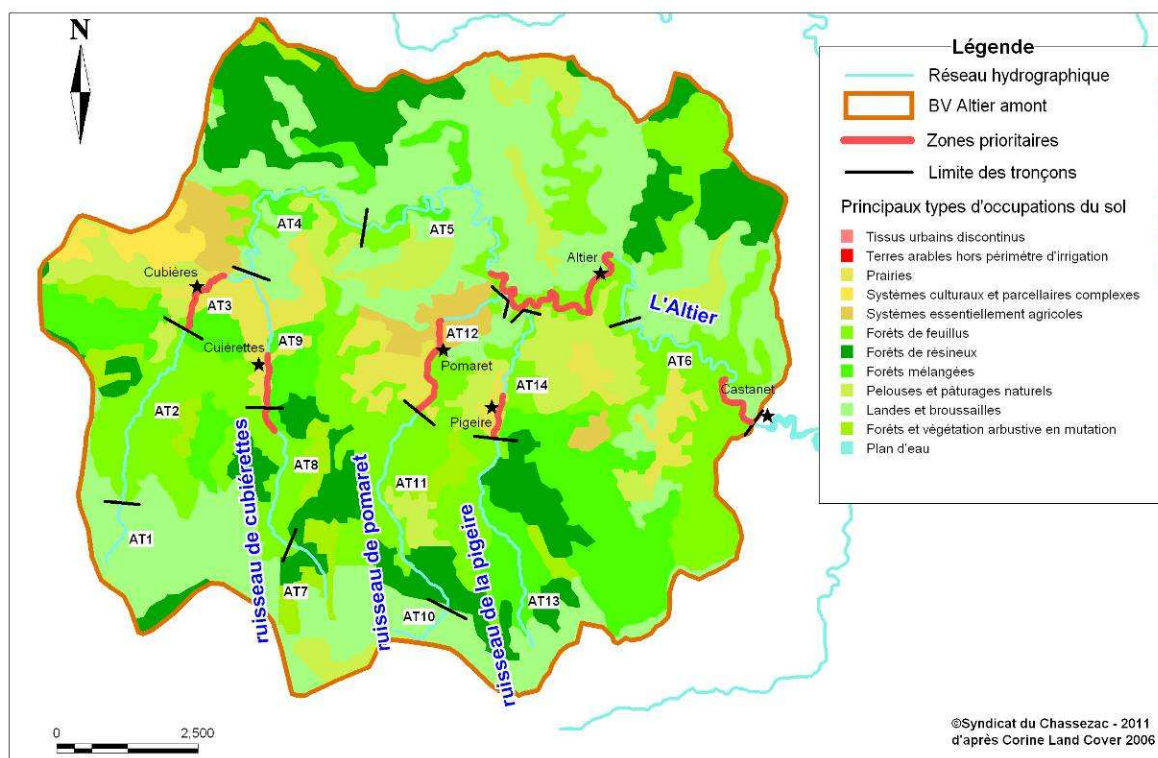 N
Légende
Réseau hydrographique
BV Altier amont
Zones prioritaires
Limite des tronçons
Principaux types d'occupations du sol
Tissus urbains discontinus
Terres arables hors périmètre d'irrigation
Prairies
Systèmes culturaux et parcellaires complexes
Systèmes essentiellement agricoles
Forêts de feuillus
Forêts de résineux
Forêts mélangées
Pelouses et pâturages naturels
Landes et broussailles
Forêts et végétation arbustive en mutation
Plan d'eau
AT4
AT5
Cubières
Altier
AT3
L'Altier
AT12
AT9
Cuiérettes
Pomaret
AT6
AT14
Castanet
AT2
Pigeire
AT8
AT11
AT1
AT7
AT10
AT13
ruisseau de cubiérettes
ruisseau de pomaret
ruisseau de la pigeire
0
2,500
©Syndicat du Chassezac - 2011
d'après Corine Land Cover 2006